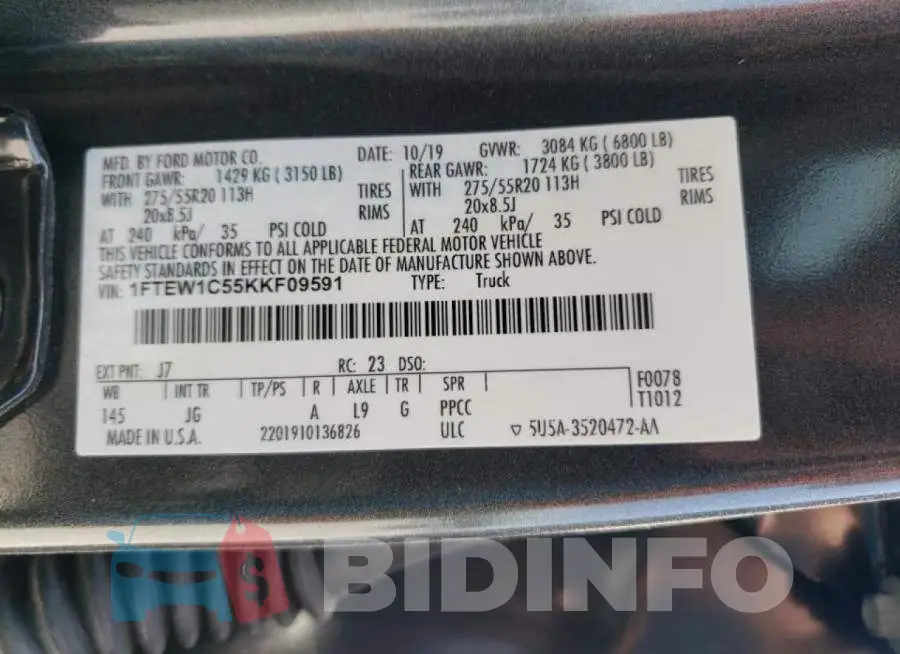 MFD. BY FORD MOTOR CO. DATE: 10/19 GVWR: 3084 KG ( 6800 LB)
FRONT GAWR: 1429 KG ( 3150 LB) REAR GAWR: 1724 KG ( 3800 LB)
WITH 275/55R20 113H TIRES WITH 275/55R20 113H TIRES
20x8.5J RIMS 20x8.5J RIMS
AT 240 kPa/ 35 PSI COLD AT 240 kPa/ 35 PSI COLD
THIS VEHICLE CONFORMS TO ALL APPLICABLE FEDERAL MOTOR VEHICLE
SAFETY STANDARDS IN EFFECT ON THE DATE OF MANUFACTURE SHOWN ABOVE.
VIN: 1FTEW1C55KKF09591 TYPE: Truck
EXT PNT: J7 RC: 23 DSO:
WB INT TR TP/PS R AXLE TR SPR F0078
145 JG A L9 G PPCC T1012
MADE IN U.S.A. 2201910136826 ULC ▽ 5U5A-3520472-AA
$ BIDINFO